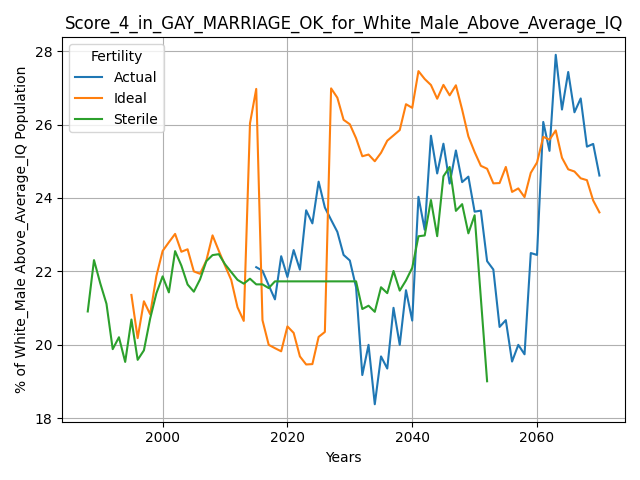 Score_4_in_GAY_MARRIAGE_OK_for_White_Male_Above_Average_IQ
% of White_Male Above_Average_IQ Population
28
26
24
22
20
18
Fertility
Actual
Ideal
Sterile
2000
2020
2040
2060
Years